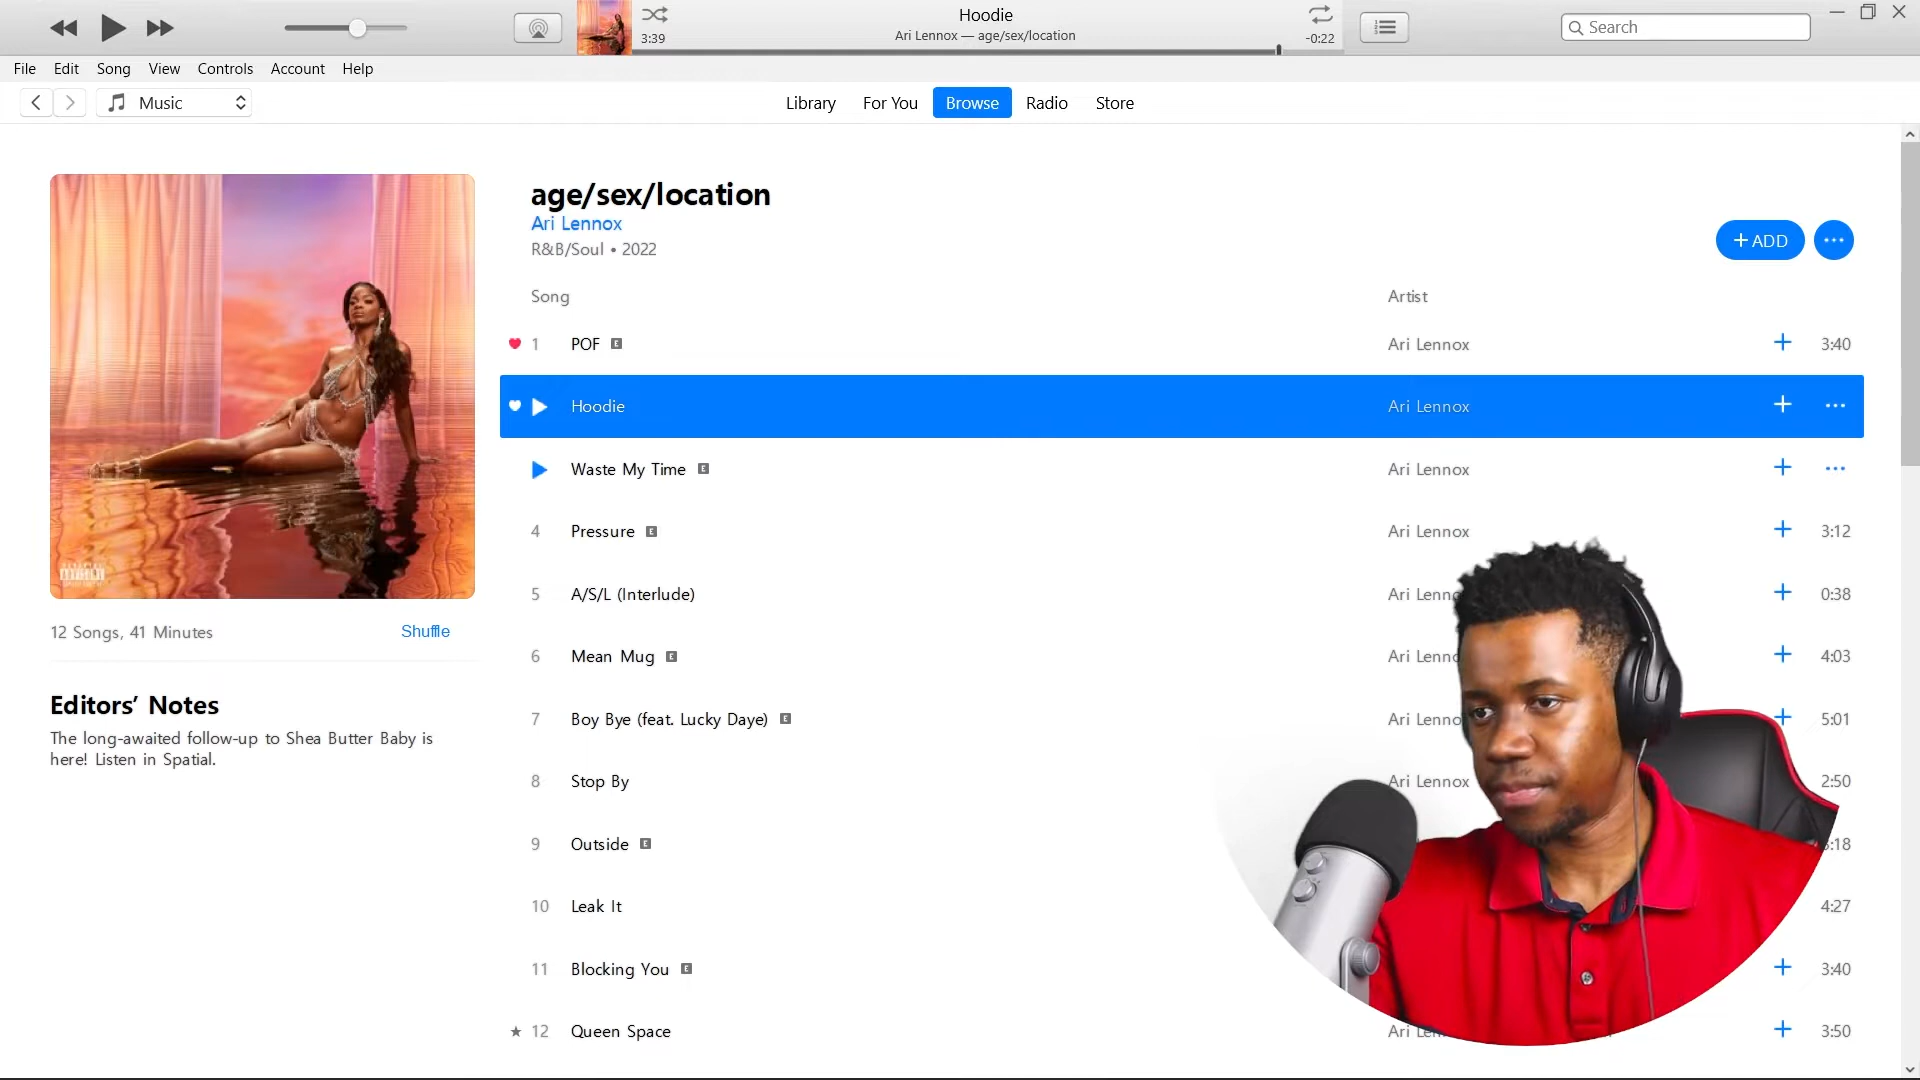 Hoodie
3:39
Ari Lennox — age/sex/location
-0:22
Search
File Edit Song View Controls Account Help
Music
Library For You Browse Radio Store
age/sex/location
Ari Lennox
R&B/Soul • 2022
+ ADD
Song Artist
1 POF E Ari Lennox 3:40
Hoodie Ari Lennox
Waste My Time E Ari Lennox
4 Pressure E Ari Lennox 3:12
5 A/S/L (Interlude) Ari 0:38
6 Mean Mug E Ari 4:03
7 Boy Bye (feat. Lucky Daye) E Ari 5:01
8 Stop By Ari Lennox 2:50
9 Outside E :18
10 Leak It 4:27
11 Blocking You E 3:40
12 Queen Space Ari 3:50
12 Songs, 41 Minutes Shuffle
Editors’ Notes
The long-awaited follow-up to Shea Butter Baby is
here! Listen in Spatial.